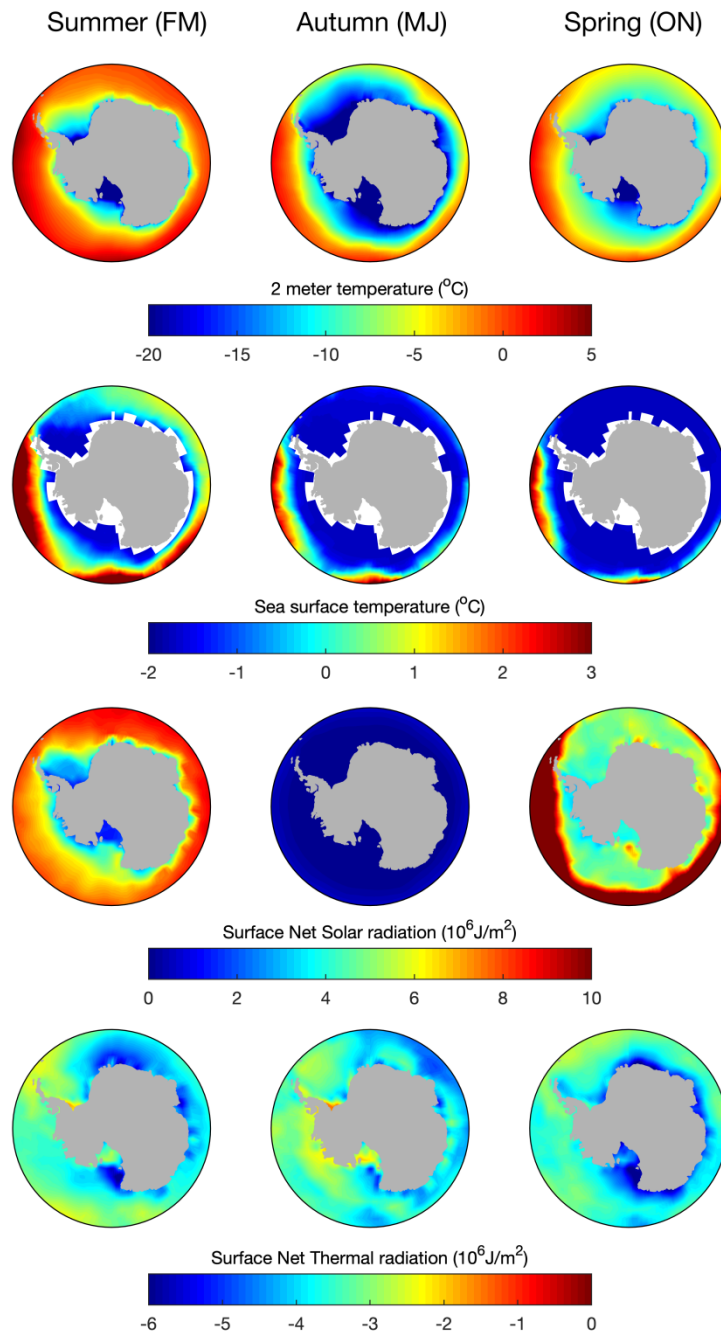 Summer (FM) Autumn (MJ) Spring (ON)
2 meter temperature (°C)
-20 -15 -10 -5 0 5
Sea surface temperature (°C)
-2 -1 0 1 2 3
Surface Net Solar radiation (10⁶J/m²)
0 2 4 6 8 10
Surface Net Thermal radiation (10⁶J/m²)
-6 -5 -4 -3 -2 -1 0